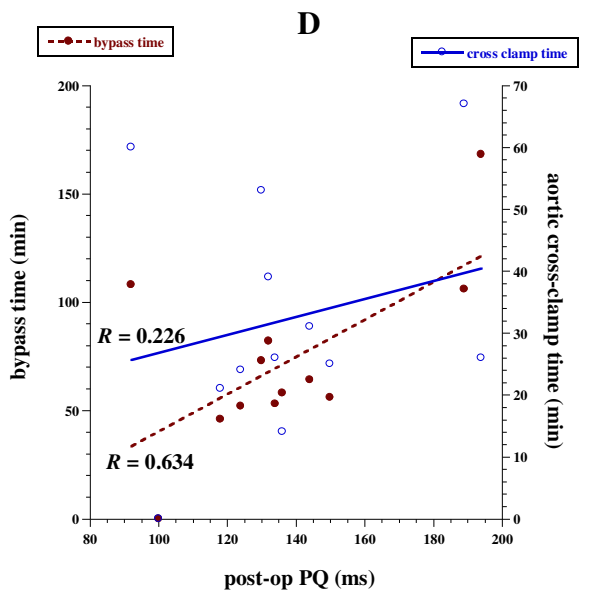 D
bypass time
cross clamp time
200
150
100
50
0
70
60
50
40
30
20
10
0
bypass time (min)
aortic cross-clamp time (min)
R = 0.226
R = 0.634
80 100 120 140 160 180 200
post-op PQ (ms)